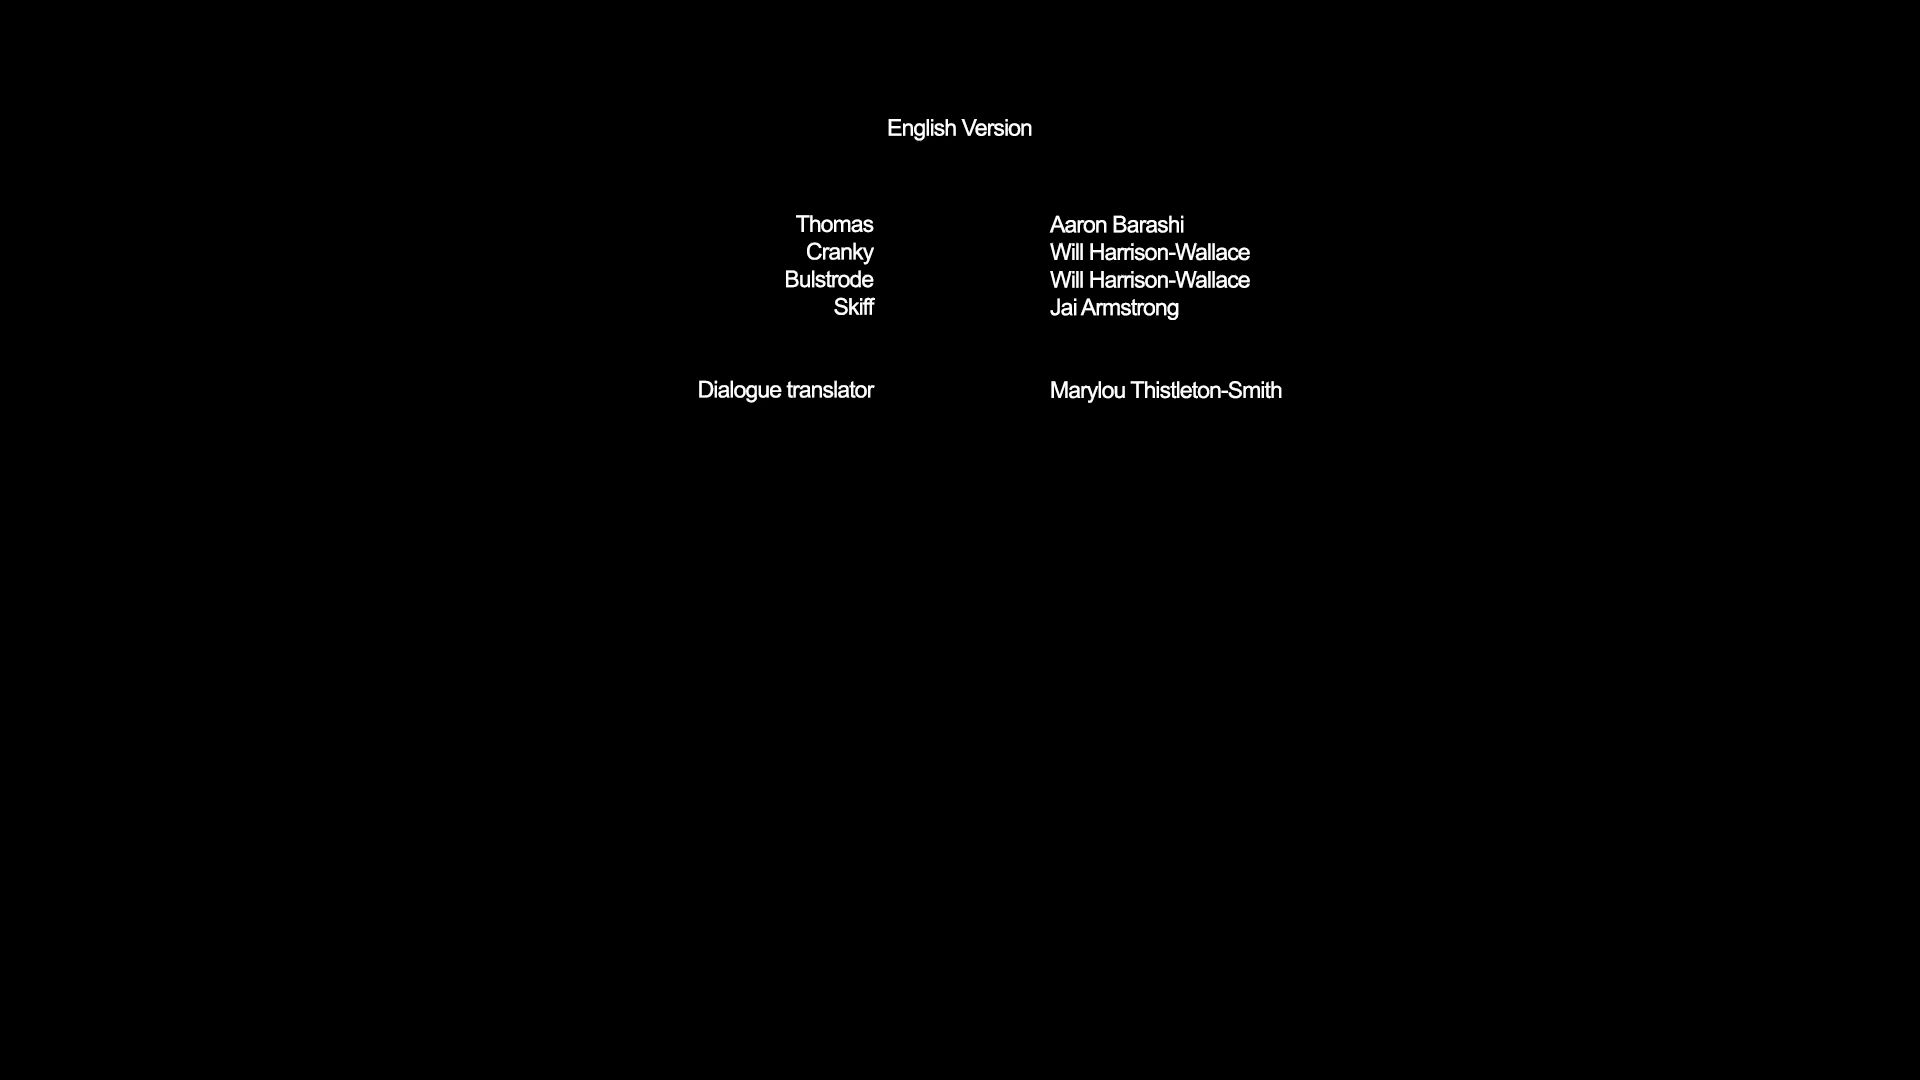 English Version
Thomas Aaron Barashi
Cranky Will Harrison-Wallace
Bulstrode Will Harrison-Wallace
Skiff Jai Armstrong
Dialogue translator Marylou Thistleton-Smith